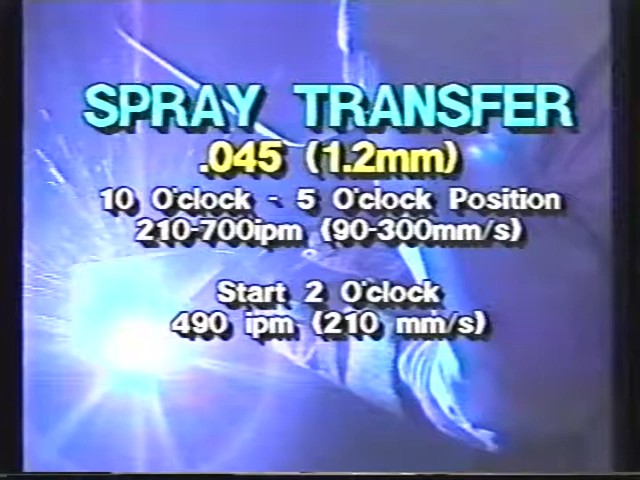 SPRAY TRANSFER
.045 (1.2mm)
10 O'clock - 5 O'clock Position
210-700ipm (90-300mm/s)
Start 2 O'clock
490 ipm (210 mm/s)